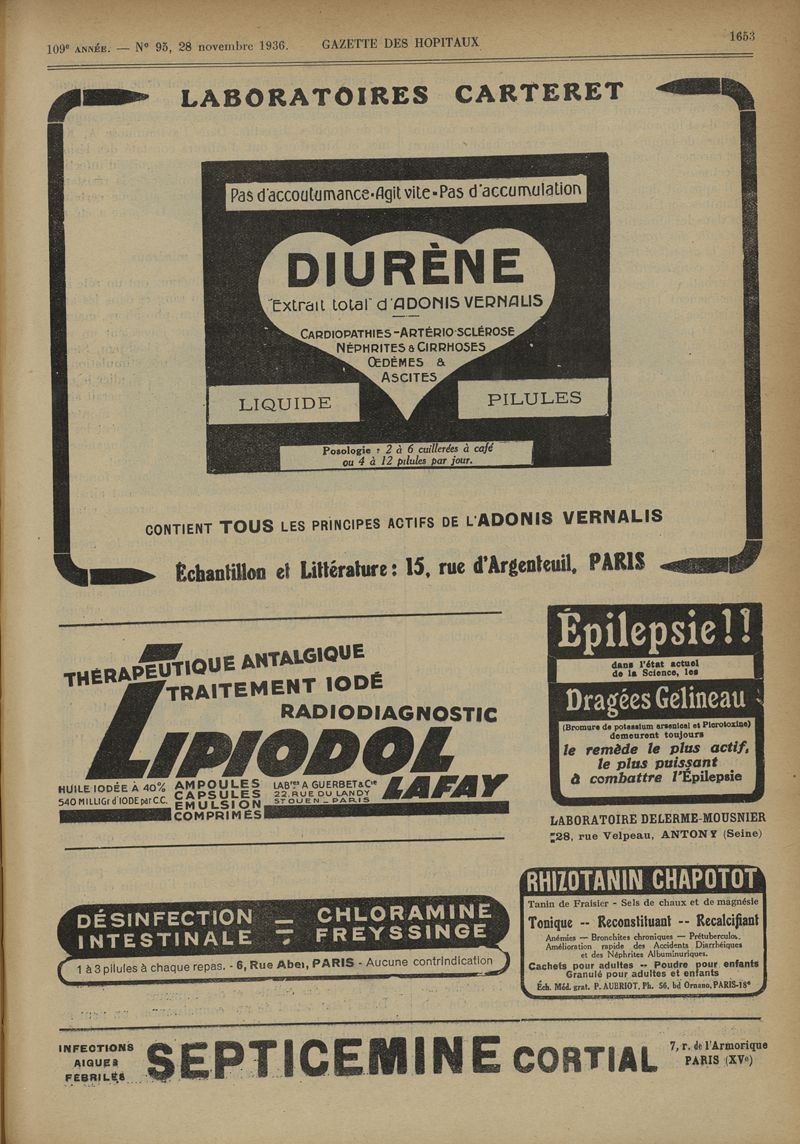 109e ANNÉE. — N° 95, 28 novembre 1936.
GAZETTE DES HOPITAUX
1653
LABORATOIRES CARTERET
Pas d'accoutumance•Agit vite•Pas d'accumulation
DIURÈNE
"Extrait total" d'ADONIS VERNALIS
CARDIOPATHIES-ARTÉRIO-SCLÉROSE
NÉPHRITES & CIRRHOSES
ŒDÈMES &
ASCITES
LIQUIDE
PILULES
Posologie : 2 à 6 cuillerées à café
ou 4 à 12 pilules par jour.
CONTIENT TOUS LES PRINCIPES ACTIFS DE L'ADONIS VERNALIS
Échantillon et Littérature : 15, rue d'Argenteuil, PARIS
THÉRAPEUTIQUE ANTALGIQUE
TRAITEMENT IODÉ
RADIODIAGNOSTIC
LIPIODOL
LAFAY
HUILE IODÉE À 40%
540 MILLIGr d'IODE par C.C.
AMPOULES
CAPSULES
EMULSION
COMPRIMÉS
LABres A GUERBET & Cie
22. RUE DU LANDY
ST OUEN _ PARIS
Épilepsie!!
dans l'état actuel
de la Science, les
Dragées Gelineau
(Bromure de potassium arsenical et Picrotoxine)
demeurent toujours
le remède le plus actif,
le plus puissant
à combattre l'Épilepsie
LABORATOIRE DELERME-MOUSNIER
28, rue Velpeau, ANTONY (Seine)
DÉSINFECTION = CHLORAMINE
INTESTINALE = FREYSSINGE
1 à 3 pilules à chaque repas. - 6, Rue Abel, PARIS - Aucune contrindication
RHIZOTANIN CHAPOTOT
Tanin de Fraisier - Sels de chaux et de magnésie
Tonique -- Reconstituant -- Recalcifiant
Anémies — Bronchites chroniques — Prétuberculos.
Amélioration rapide des Accidents Diarrhéiques
et des Néphrites Albuminuriques.
Cachets pour adultes -- Poudre pour enfants
Granulé pour adultes et enfants
Éch. Méd. grat. P. AUBRIOT, Ph. 56, bd Ornano, PARIS-18e
INFECTIONS
AIGUES
FEBRILES
SEPTICEMINE CORTIAL
7, r. de l'Armorique
PARIS (XVe)